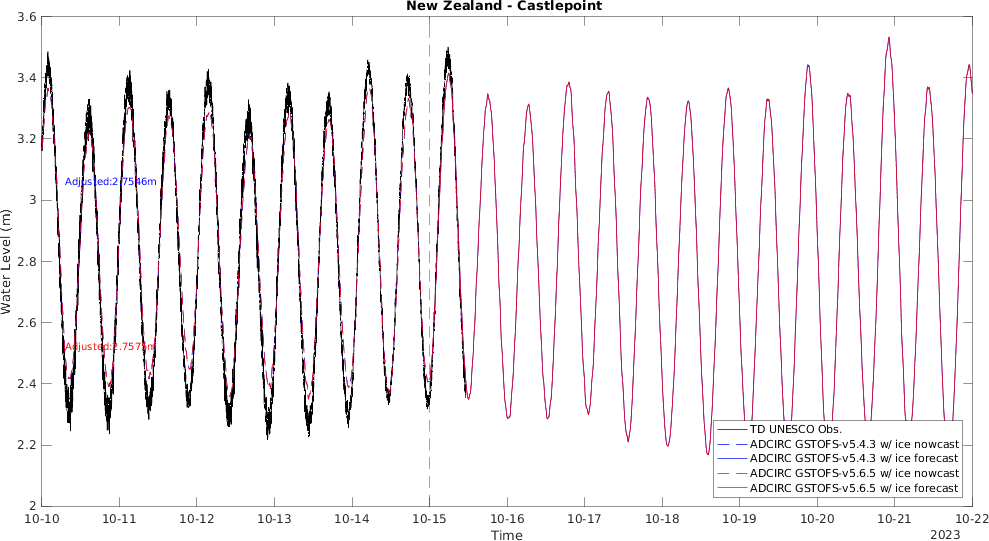 New Zealand - Castlepoint
3.6
3.4
3.2
3
2.8
2.6
2.4
2.2
2
Water Level (m)
Adjusted:2.7546m
Adjusted:2.7575m
TD UNESCO Obs.
ADCIRC GSTOFS-v5.4.3 w/ ice nowcast
ADCIRC GSTOFS-v5.4.3 w/ ice forecast
ADCIRC GSTOFS-v5.6.5 w/ ice nowcast
ADCIRC GSTOFS-v5.6.5 w/ ice forecast
10-10 10-11 10-12 10-13 10-14 10-15 10-16 10-17 10-18 10-19 10-20 10-21 10-22
Time
2023